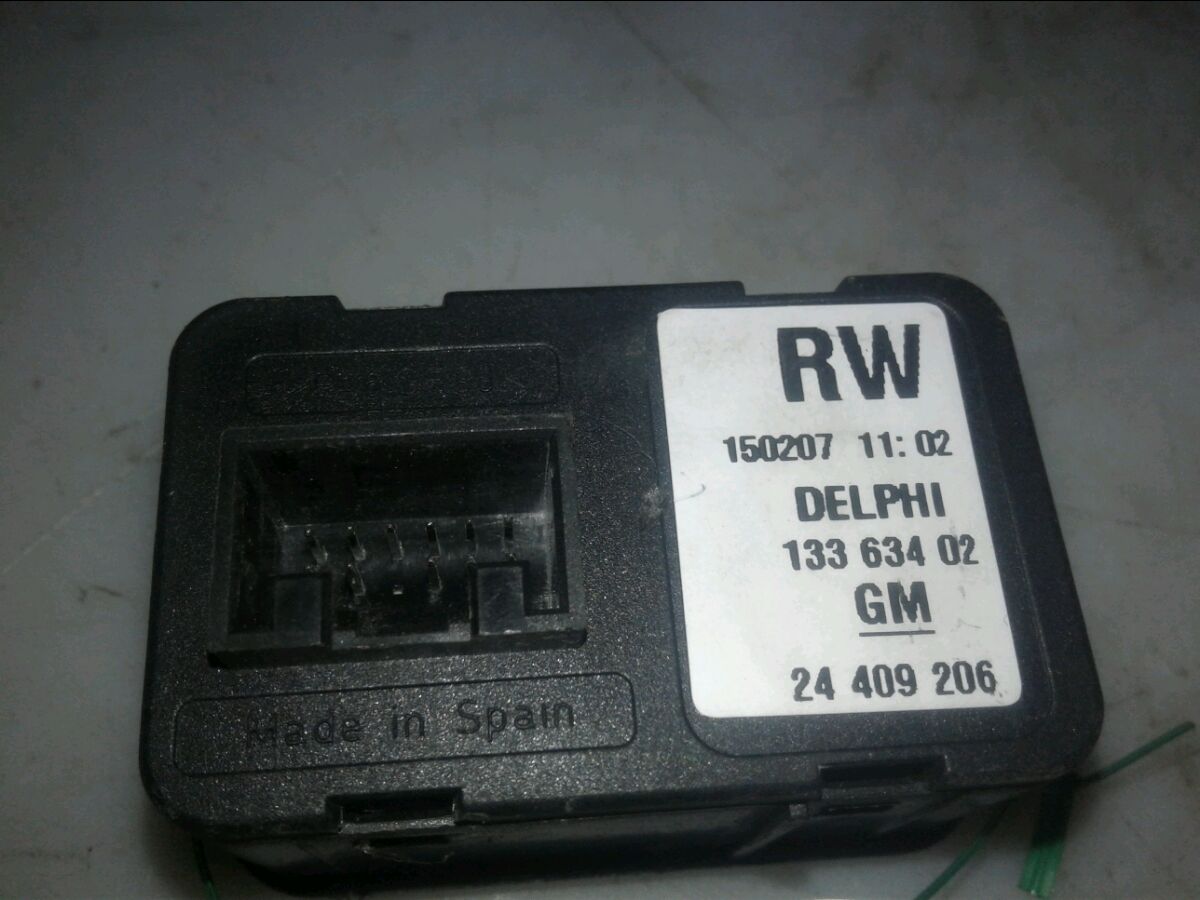 RW
150207 11:02
DELPHI
133 634 02
GM
24 409 206
Made in Spain